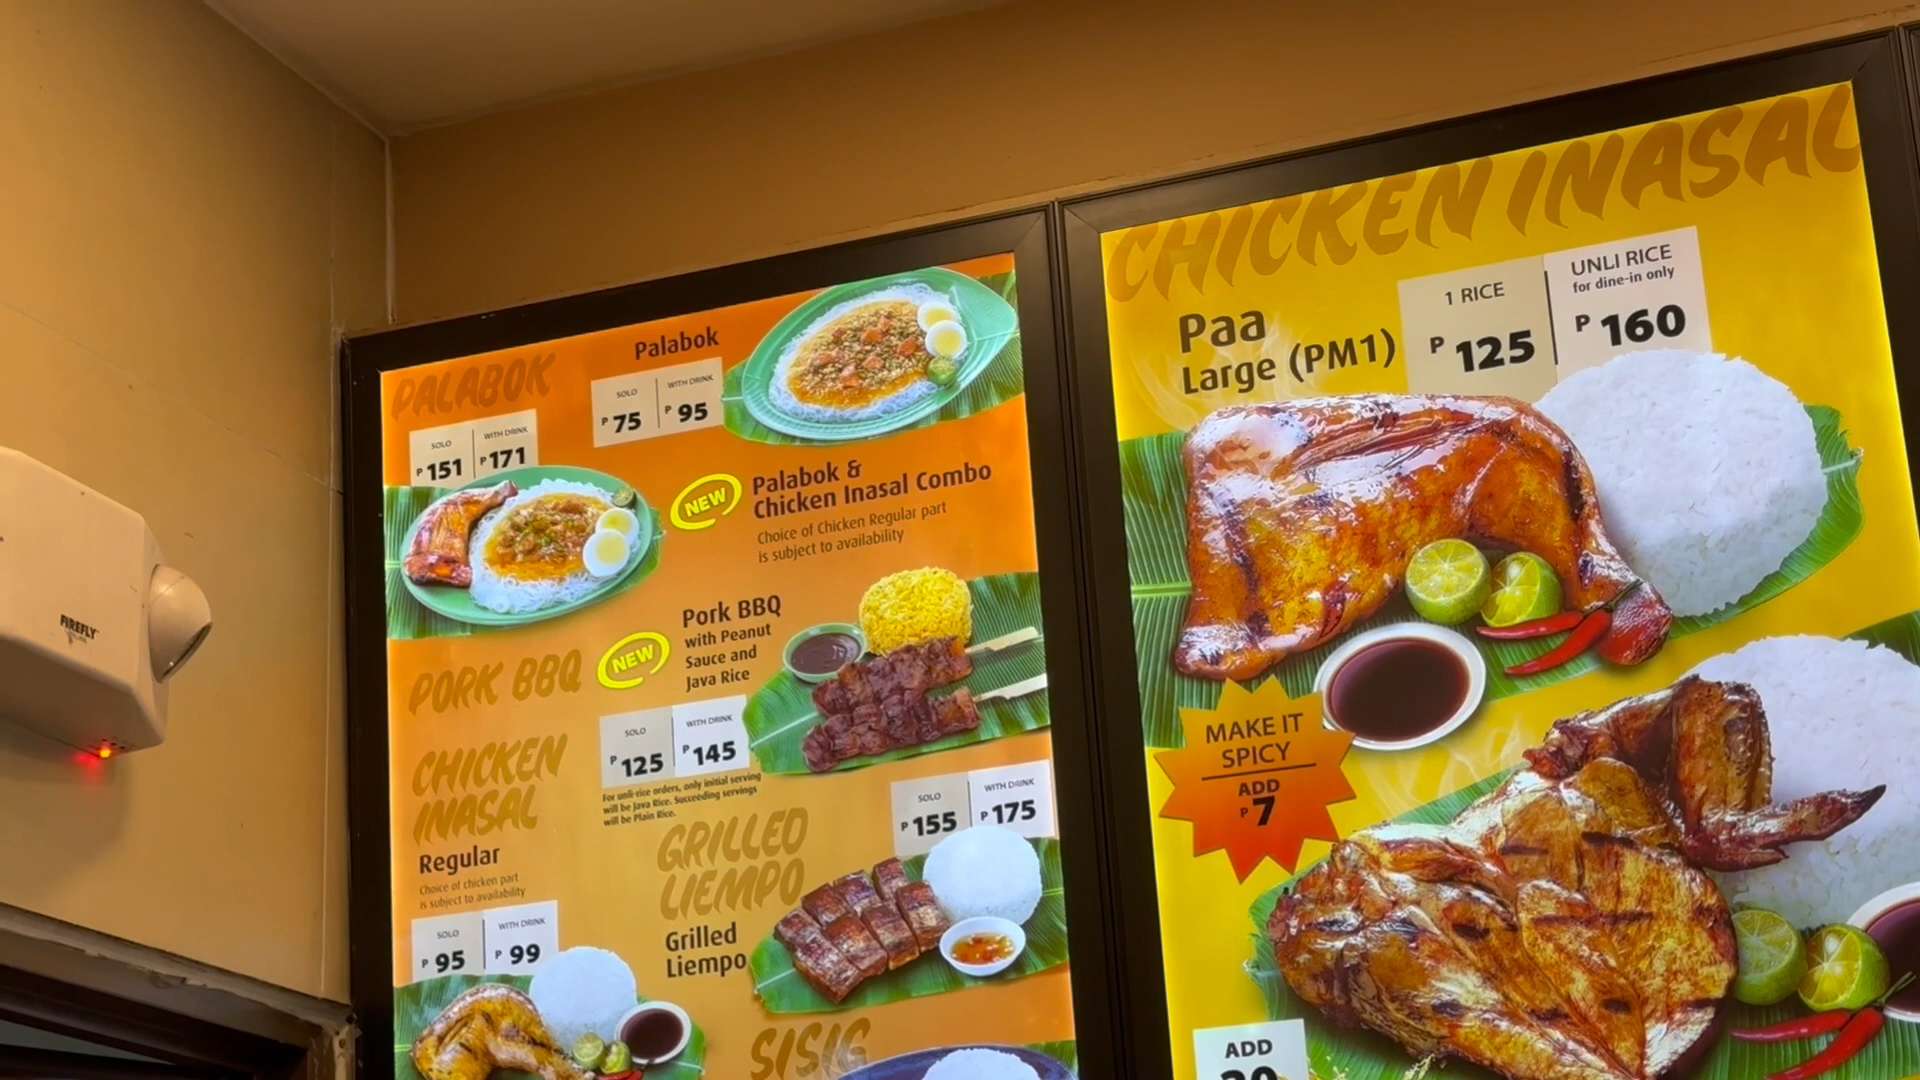 FIREFLY
PALABOK
Palabok
SOLO
WITH DRINK
P 75
P 95
SOLO
WITH DRINK
P 151
P 171
NEW
Palabok &
Chicken Inasal Combo
Choice of Chicken Regular part
is subject to availability
PORK BBQ
NEW
Pork BBQ
with Peanut
Sauce and
Java Rice
SOLO
WITH DRINK
P 125
P 145
For unli-rice orders, only initial serving
will be Java Rice. Succeeding servings
will be Plain Rice.
CHICKEN
INASAL
Regular
Choice of chicken part
is subject to availability
SOLO
WITH DRINK
P 95
P 99
GRILLED
LIEMPO
Grilled
Liempo
SOLO
WITH DRINK
P 155
P 175
SISIG
CHICKEN INASAL
Paa
Large (PM1)
1 RICE
P 125
UNLI RICE
for dine-in only
P 160
MAKE IT
SPICY
ADD
P 7
ADD